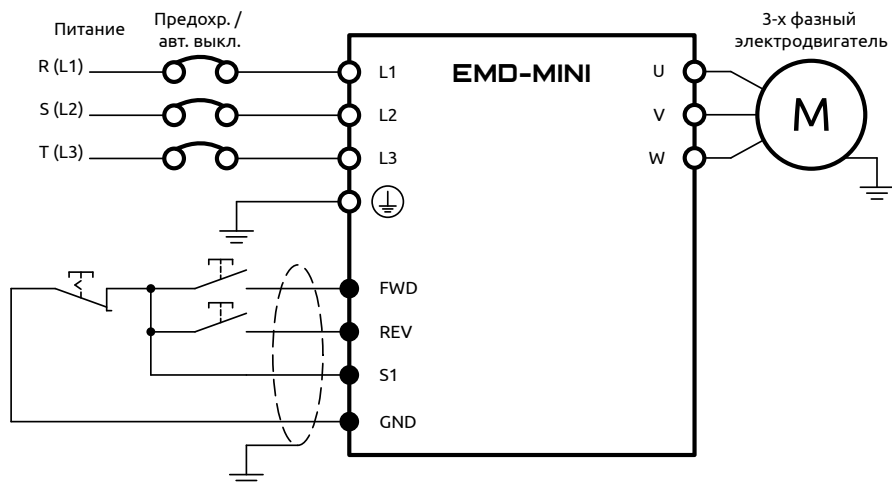 Питание
Предохр. /
авт. выкл.
3-х фазный
электродвигатель
R (L1)
L1
EMD-MINI
U
S (L2)
L2
V
M
T (L3)
L3
W
FWD
REV
S1
GND